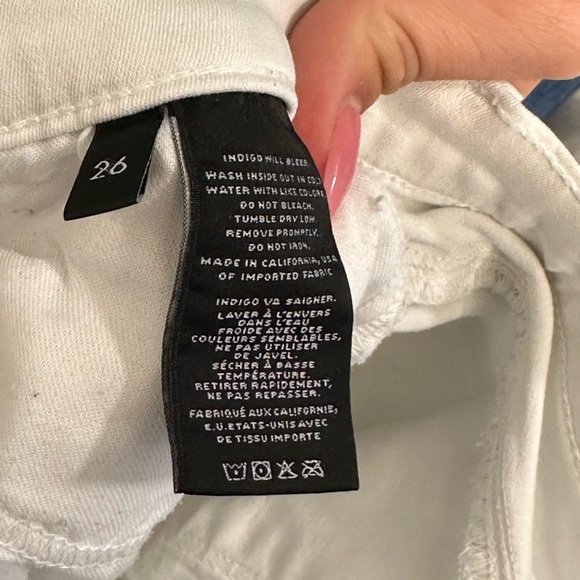 26
INDIGO WILL BLEED.
WASH INSIDE OUT IN COLD
WATER WITH LIKE COLORS.
DO NOT BLEACH.
TUMBLE DRY LOW.
REMOVE PROMPTLY.
DO NOT IRON.
MADE IN CALIFORNIA, USA
OF IMPORTED FABRIC
INDIGO VA SAIGNER.
LAVER À L'ENVERS
DANS L'EAU
FROIDE AVEC DES
COULEURS SEMBLABLES,
NE PAS UTILISER
DE JAVEL.
SÉCHER À BASSE
TEMPÉRATURE.
RETIRER RAPIDEMENT,
NE PAS REPASSER.
FABRIQUÉ AUX CALIFORNIE,
E.U.ETATS-UNIS AVEC
DE TISSU IMPORTE